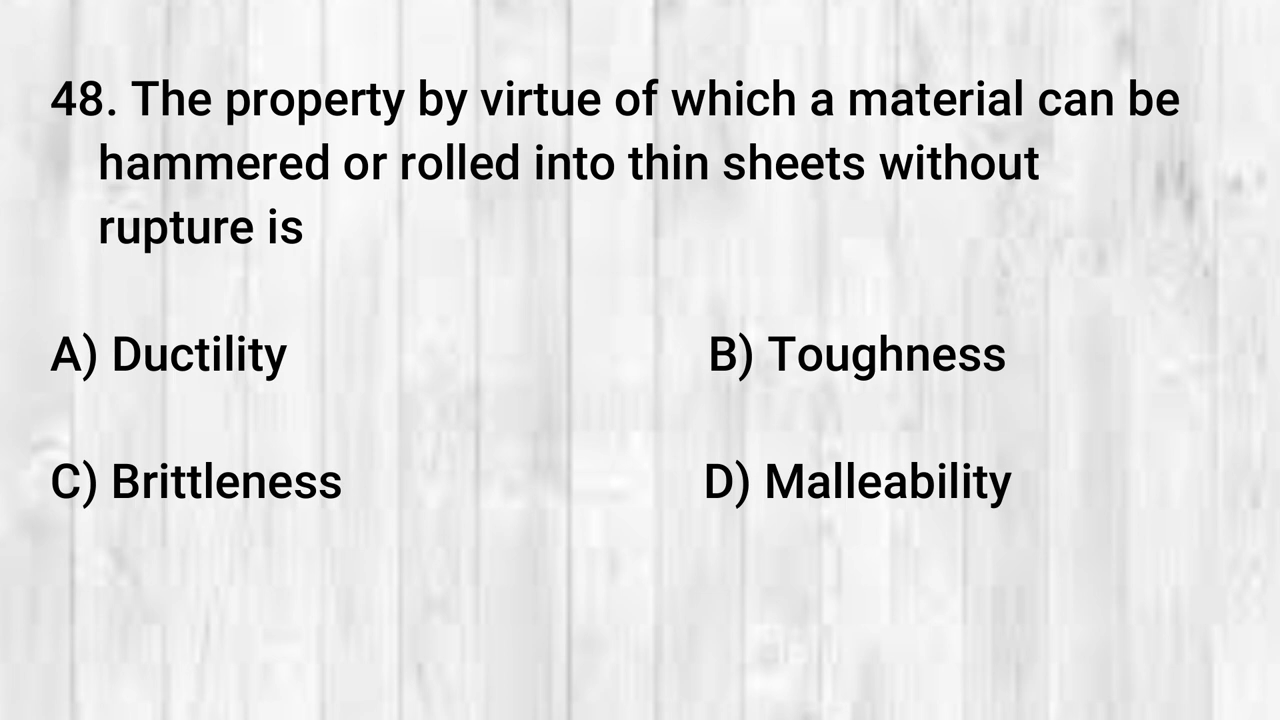 48. The property by virtue of which a material can be
hammered or rolled into thin sheets without
rupture is
A) Ductility B) Toughness
C) Brittleness D) Malleability